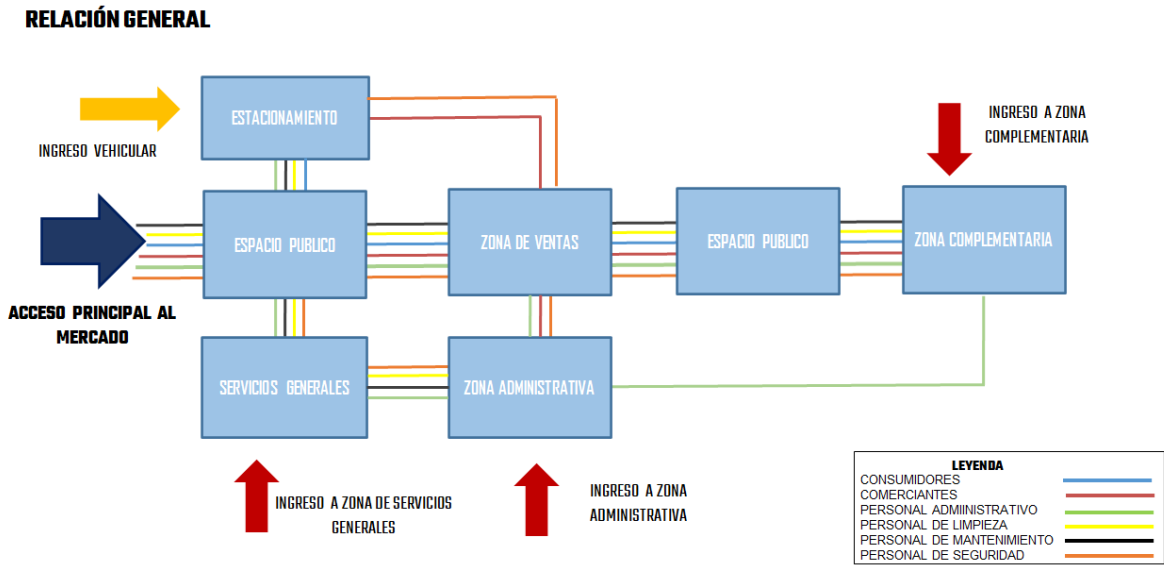 RELACIÓN GENERAL
ESTACIONAMIENTO
INGRESO VEHICULAR
INGRESO A ZONA
COMPLEMENTARIA
ESPACIO PUBLICO
ZONA DE VENTAS
ESPACIO PUBLICO
ZONA COMPLEMENTARIA
ACCESO PRINCIPAL AL
MERCADO
SERVICIOS GENERALES
ZONA ADMINISTRATIVA
INGRESO A ZONA DE SERVICIOS
GENERALES
INGRESO A ZONA
ADMINISTRATIVA
LEYENDA
CONSUMIDORES
COMERCIANTES
PERSONAL ADMINISTRATIVO
PERSONAL DE LIMPIEZA
PERSONAL DE MANTENIMIENTO
PERSONAL DE SEGURIDAD